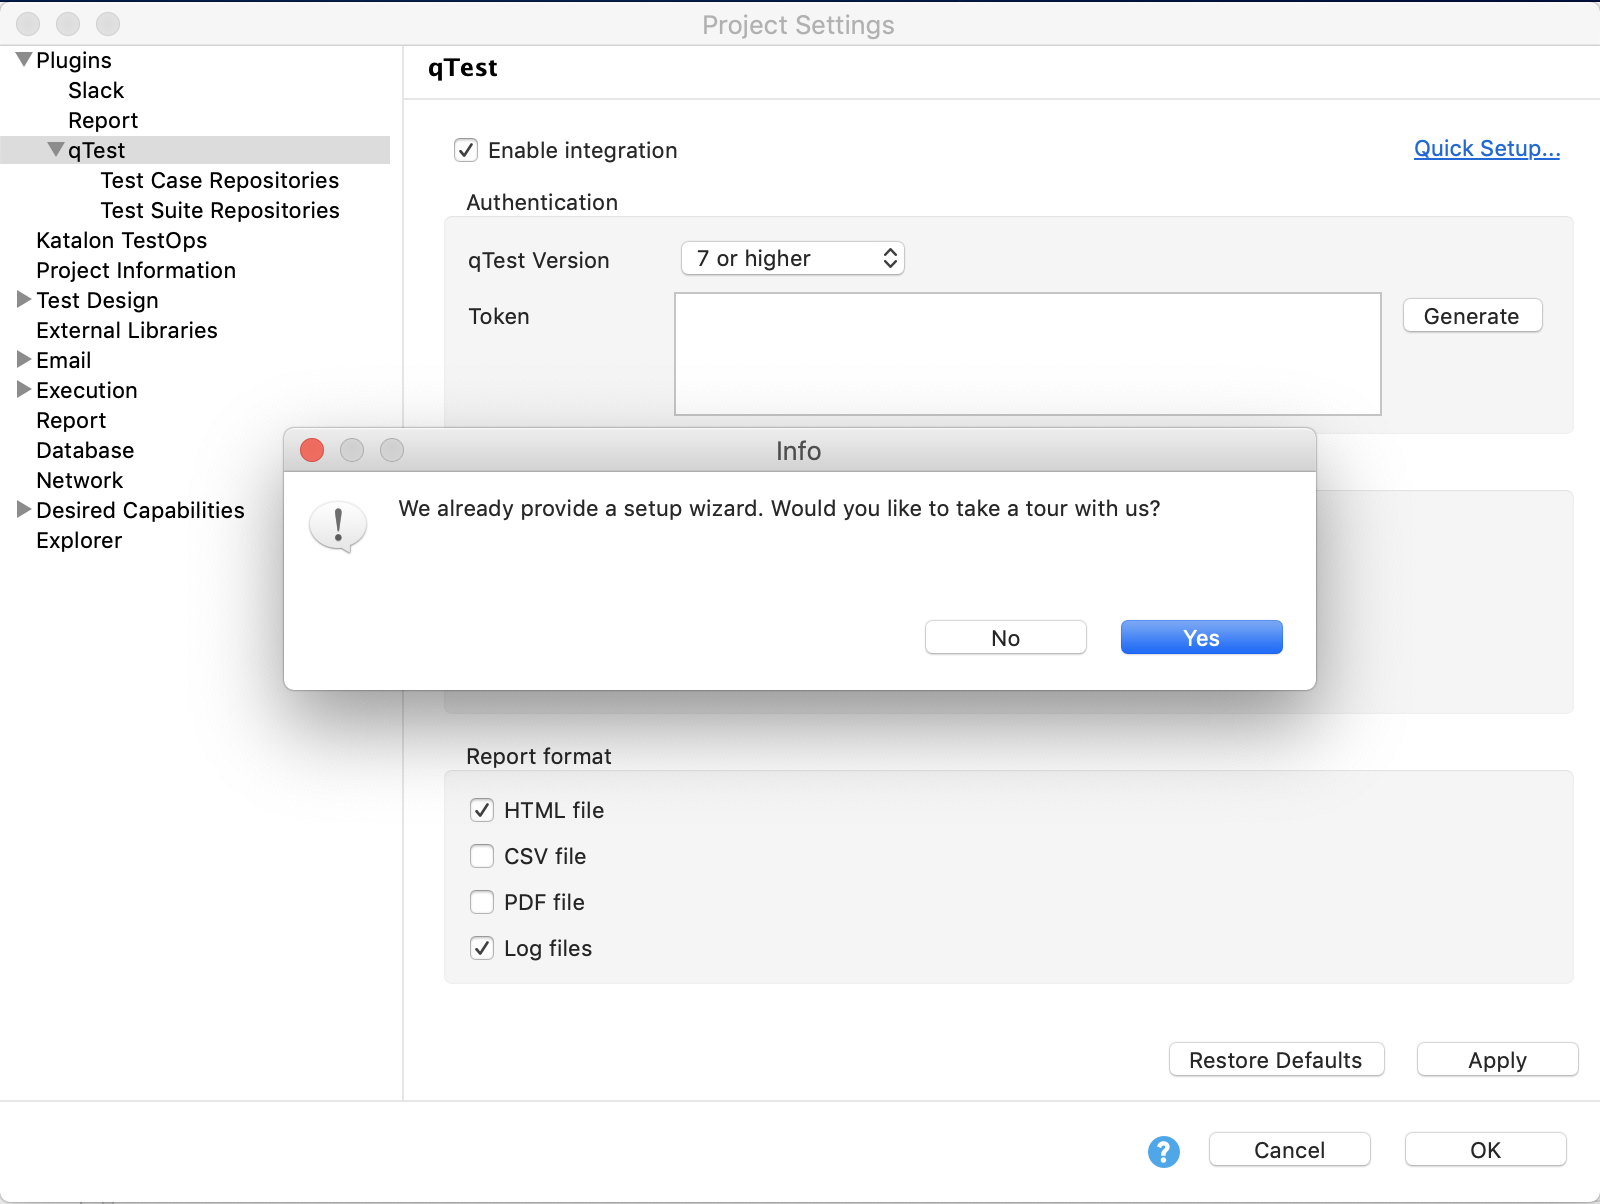 Project Settings
Plugins
Slack
Report
qTest
Test Case Repositories
Test Suite Repositories
Katalon TestOps
Project Information
Test Design
External Libraries
Email
Execution
Report
Database
Network
Desired Capabilities
Explorer
qTest
Enable integration
Quick Setup...
Authentication
qTest Version
7 or higher
Token
Generate
Info
We already provide a setup wizard. Would you like to take a tour with us?
No
Yes
Report format
HTML file
CSV file
PDF file
Log files
Restore Defaults
Apply
?
Cancel
OK